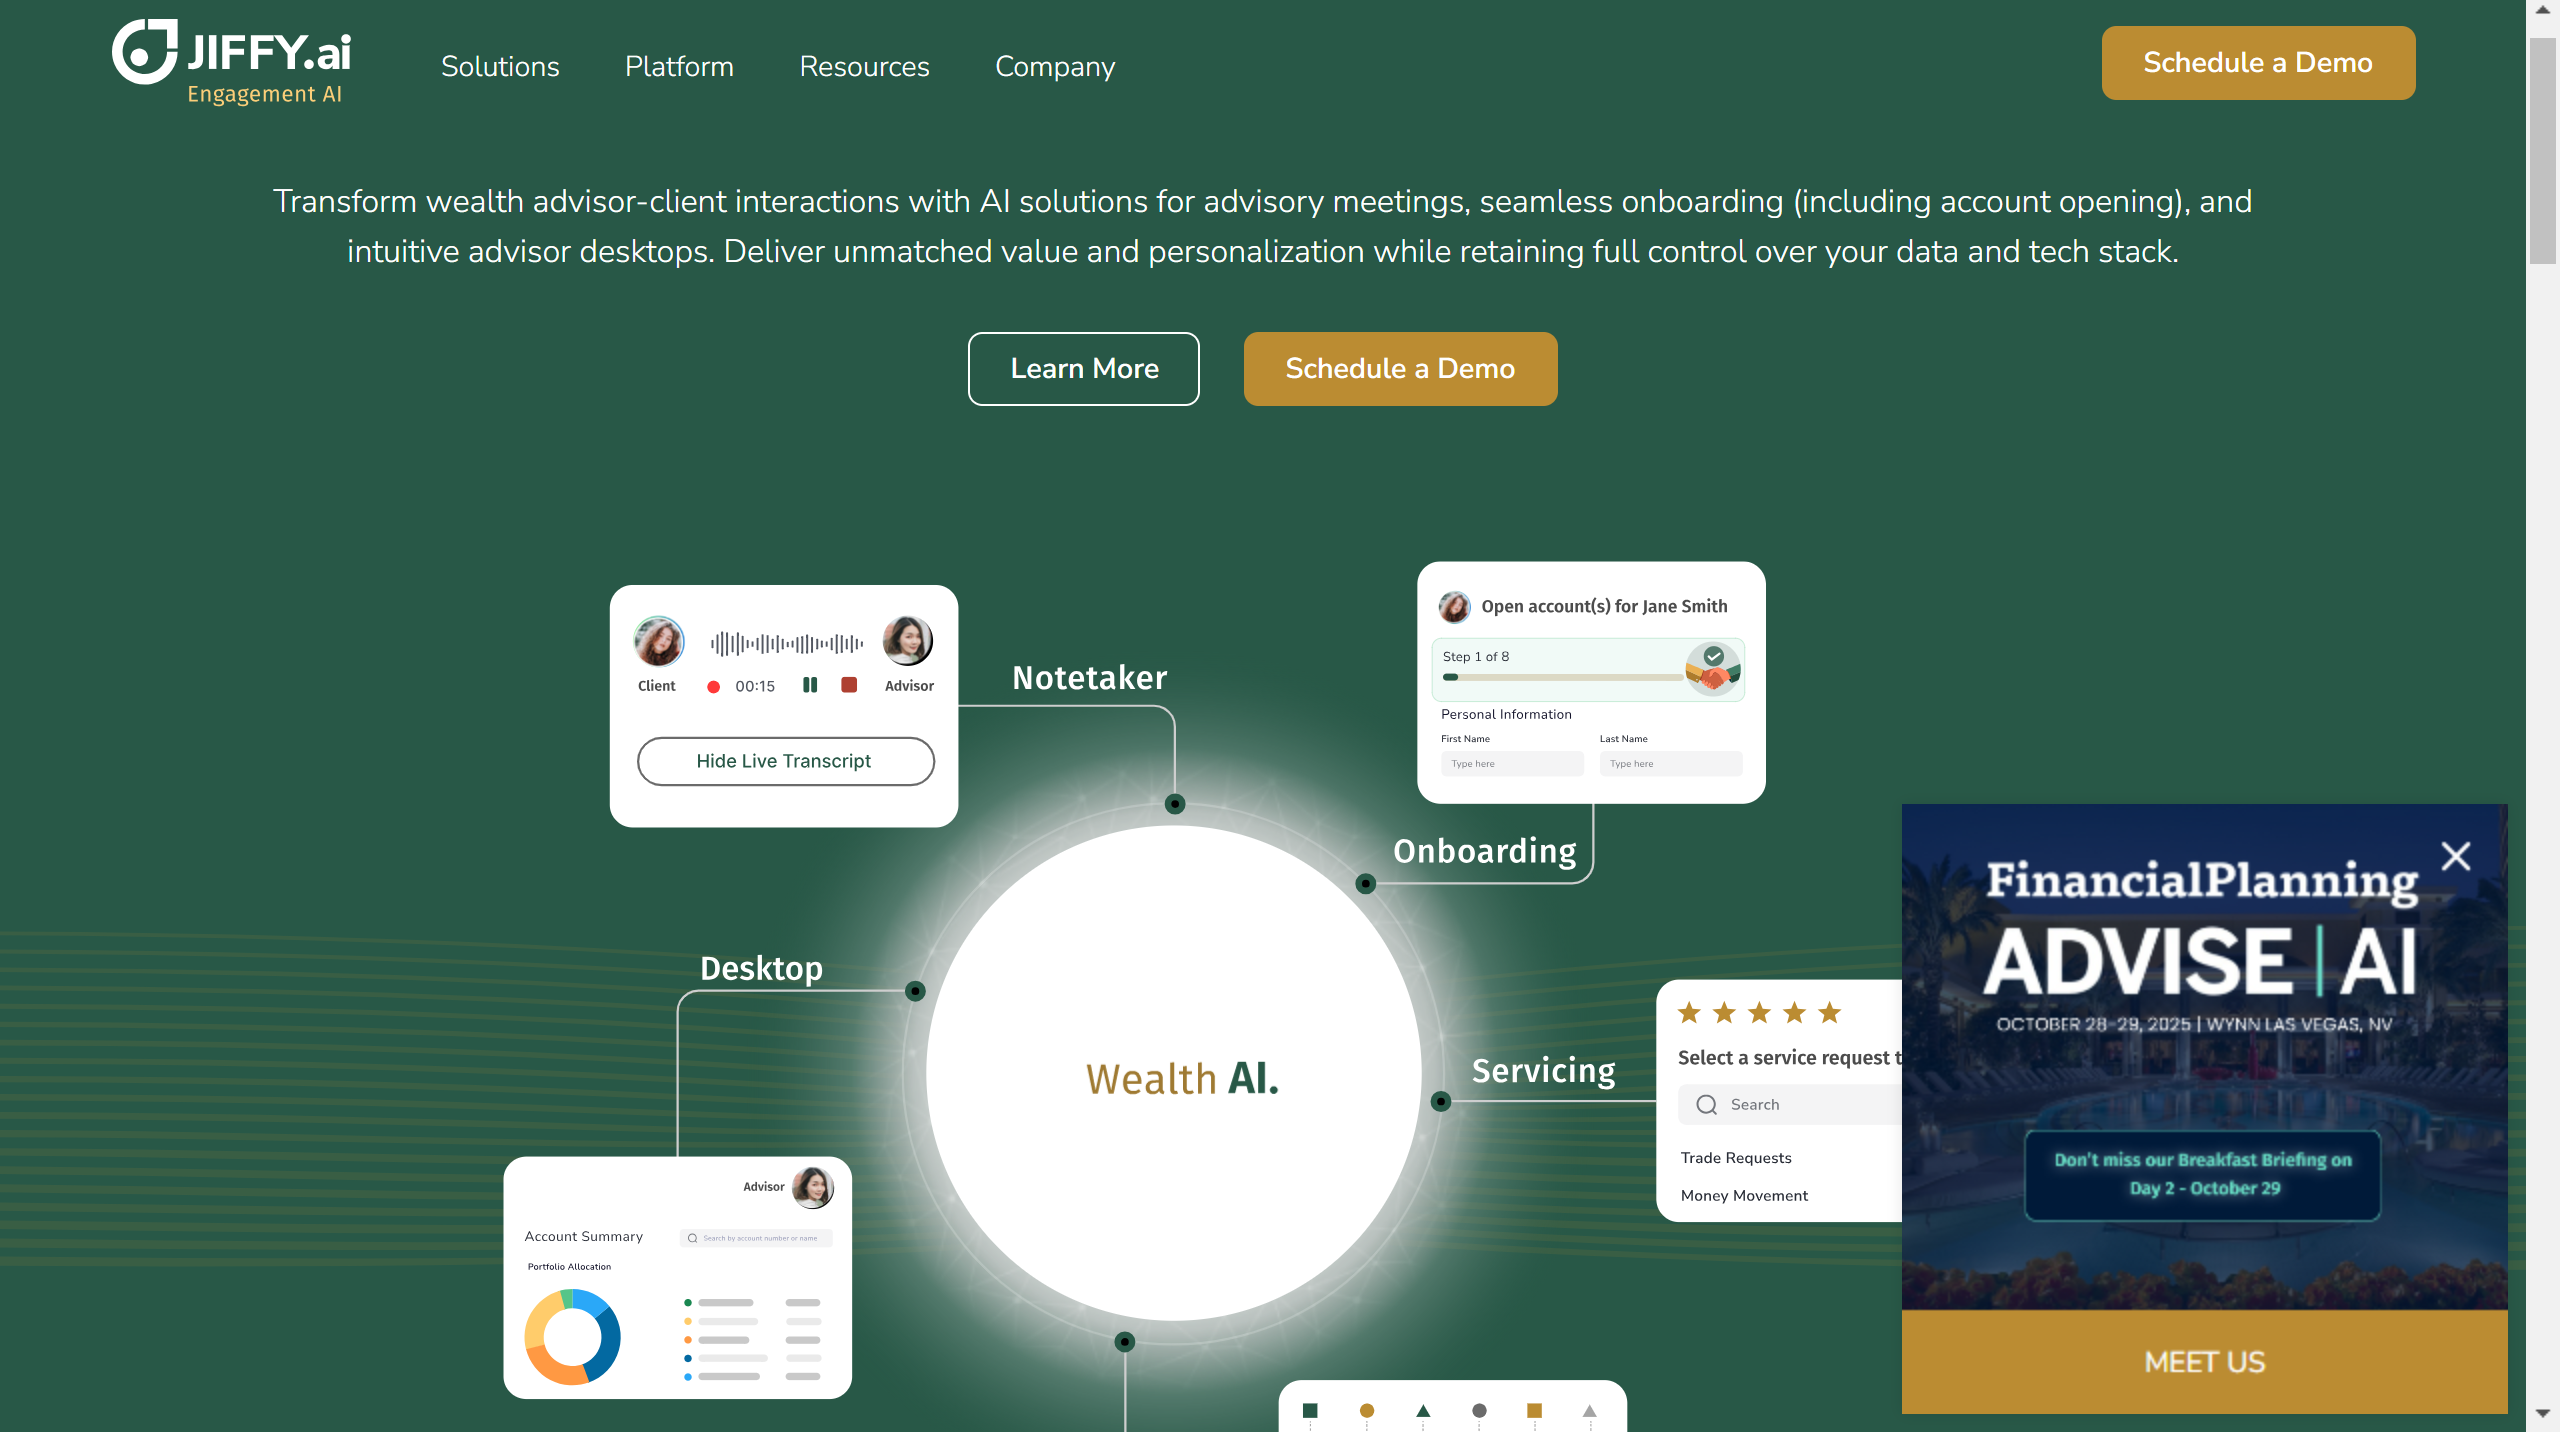 JIFFY.ai
Engagement AI
Solutions
Platform
Resources
Company
Schedule a Demo
Transform wealth advisor-client interactions with AI solutions for advisory meetings, seamless onboarding (including account opening), and
intuitive advisor desktops. Deliver unmatched value and personalization while retaining full control over your data and tech stack.
Learn More
Schedule a Demo
Client
00:15
Advisor
Hide Live Transcript
Notetaker
Open account(s) for Jane Smith
Step 1 of 8
Personal Information
First Name
Last Name
Type here
Type here
Onboarding
Desktop
Wealth AI.
Servicing
Select a service request t
Search
Trade Requests
Money Movement
Advisor
Account Summary
Search by account number or name
Portfolio Allocation
FinancialPlanning
ADVISE | AI
OCTOBER 28-29, 2025 | WYNN LAS VEGAS, NV
Don't miss our Breakfast Briefing on
Day 2 - October 29
MEET US